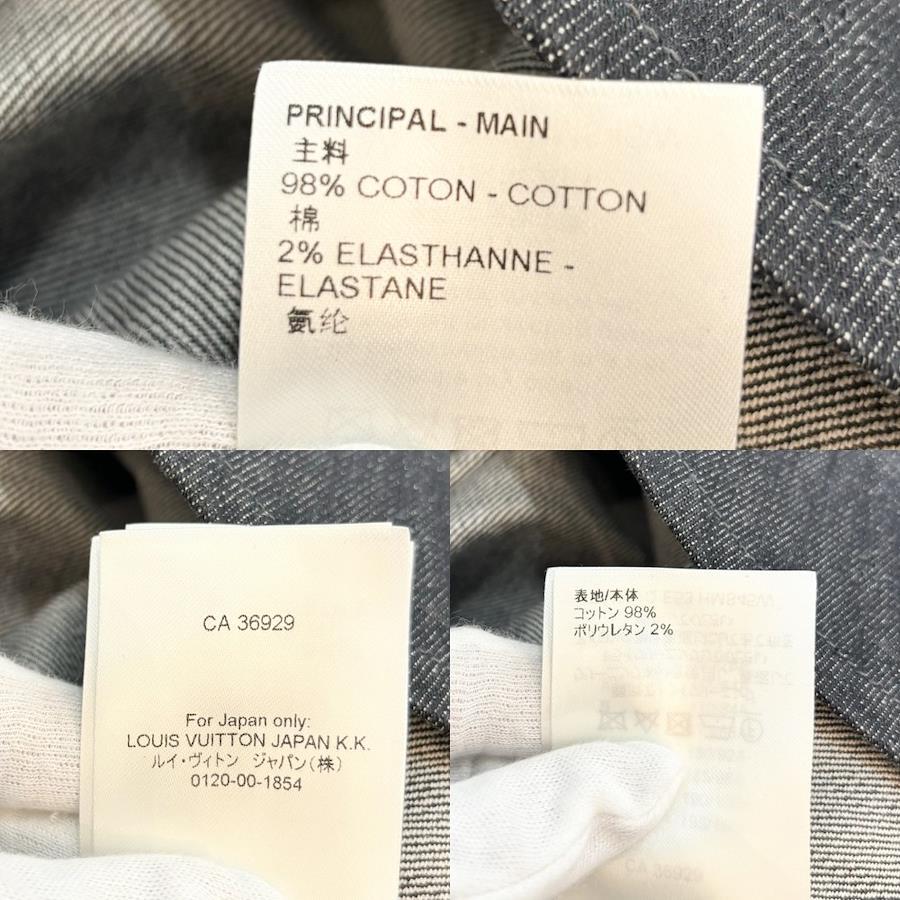 PRINCIPAL - MAIN
主料
98% COTON - COTTON
棉
2% ELASTHANNE -
ELASTANE
氨纶
CA 36929
For Japan only:
LOUIS VUITTON JAPAN K.K.
ルイ・ヴィトン ジャパン(株)
0120-00-1854
表地/本体
コットン 98%
ポリウレタン 2%